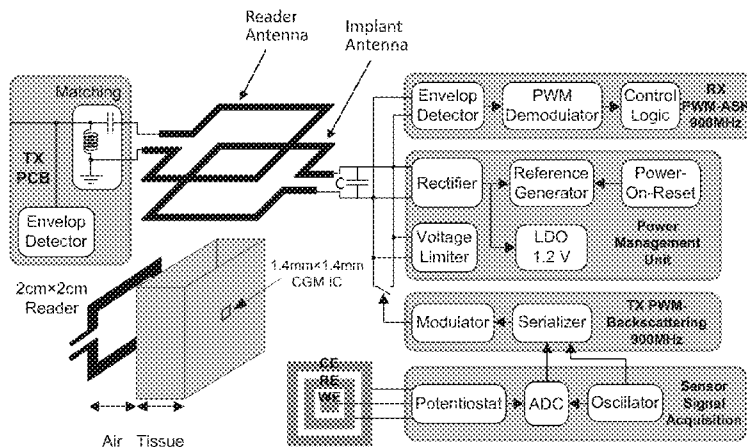 Reader
Antenna
Implant
Antenna
Matching
TX
PCB
Envelop
Detector
C
Envelop
Detector
PWM
Demodulator
Control
Logic
RX
PWM-ASK
900MHz
Rectifier
Reference
Generator
Power-
On-Reset
Voltage
Limiter
LDO
1.2 V
Power
Management
Unit
2cm×2cm
Reader
1.4mm×1.4mm
CGM IC
Air
Tissue
Modulator
Serializer
TX PWM
Backscattering
900MHz
CE
RE
WE
Potentiostat
ADC
Oscillator
Sensor
Signal
Acquisition